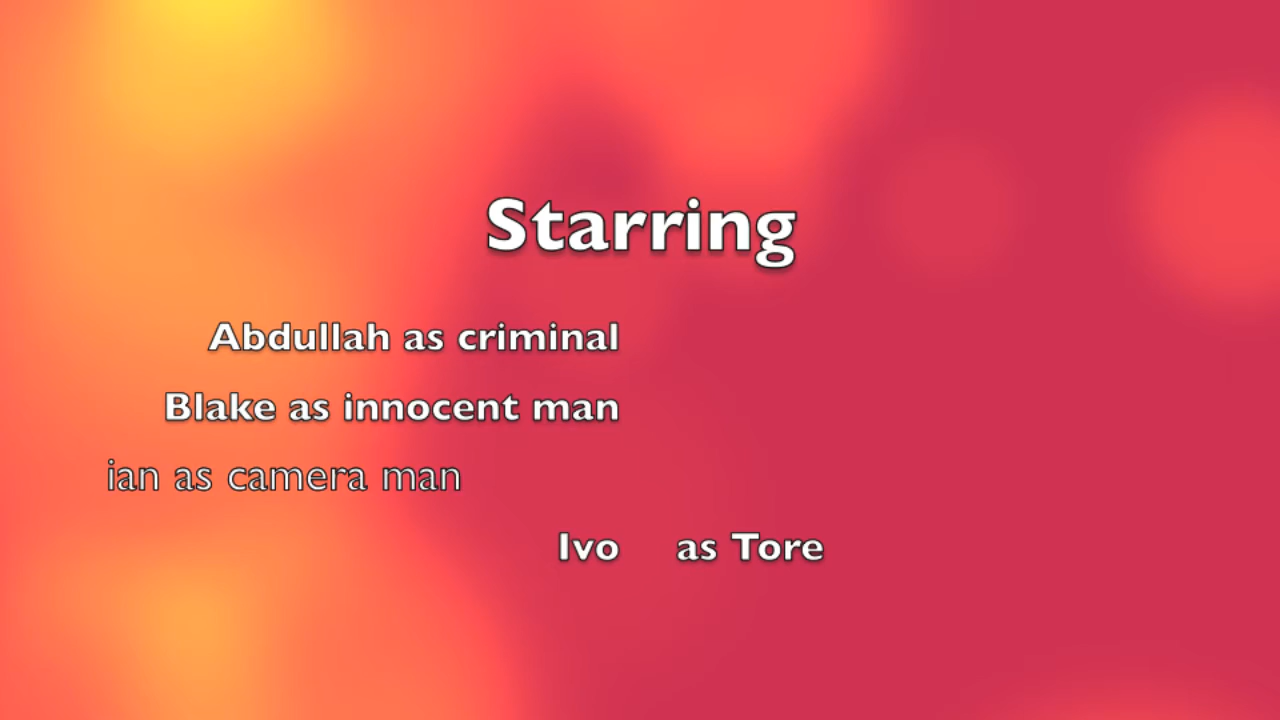 Starring
Abdullah as criminal
Blake as innocent man
ian as camera man
Ivo as Tore